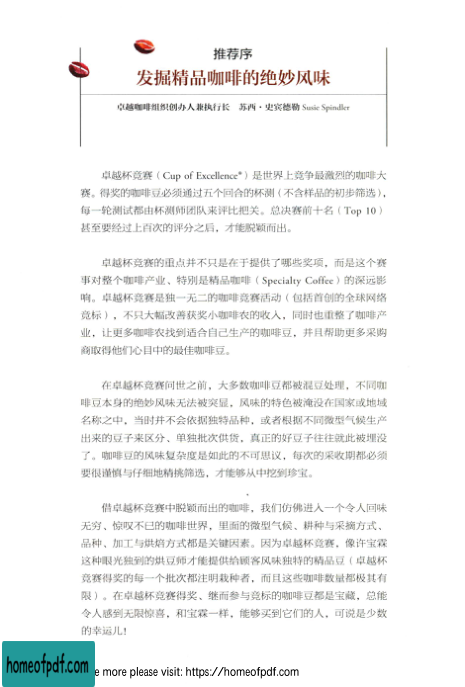 推荐序
发掘精品咖啡的绝妙风味
卓越咖啡组织创办人兼执行长 苏西·史宾德勒 Susie Spindler
卓越杯竞赛（Cup of Excellence®）是世界上竞争最激烈的咖啡大
赛。得奖的咖啡豆必须通过五个回合的杯测（不含样品的初步筛选），
每一轮测试都由杯测师团队来评比把关。总决赛前十名（Top 10）
甚至要经过上百次的评分之后，才能脱颖而出。
卓越杯竞赛的重点并不只是在于提供了哪些奖项，而是这个赛
事对整个咖啡产业、特别是精品咖啡（Specialty Coffee）的深远影
响。卓越杯竞赛是独一无二的咖啡竞赛活动（包括首创的全球网络
竞标），不只大幅改善获奖小咖啡农的收入，同时也重整了咖啡产
业，让更多咖啡农找到适合自己生产的咖啡豆，并且帮助更多采购
商取得他们心目中的最佳咖啡豆。
在卓越杯竞赛问世之前，大多数咖啡豆都被混豆处理，不同咖
啡豆本身的绝妙风味无法被突显，风味的特色被淹没在国家或地域
名称之中，当时并不会依据独特品种，或者根据不同微型气候生产
出来的豆子来区分、单独批次供货，真正的好豆子往往就此被埋没
了。咖啡豆的风味复杂度是如此的不可思议，每次的采收期都必须
要很谨慎与仔细地精挑筛选，才能够从中挖到珍宝。
借卓越杯竞赛中脱颖而出的咖啡，我们仿佛进入一个令人回味
无穷、惊叹不已的咖啡世界，里面的微型气候、耕种与采摘方式、
品种、加工与烘焙方式都是关键因素。因为卓越杯竞赛，像许宝霖
这种眼光独到的烘豆师才能提供给顾客风味独特的精品豆（卓越杯
竞赛得奖的每一个批次都注明栽种者，而且这些咖啡数量都极其有
限）。在卓越杯竞赛得奖、继而参与竞标的咖啡豆都是宝藏，总能
令人感到无限惊喜，和宝霖一样，能够买到它们的人，可说是少数
的幸运儿！
homeofpdf.com
e more please visit: https://homeofpdf.com